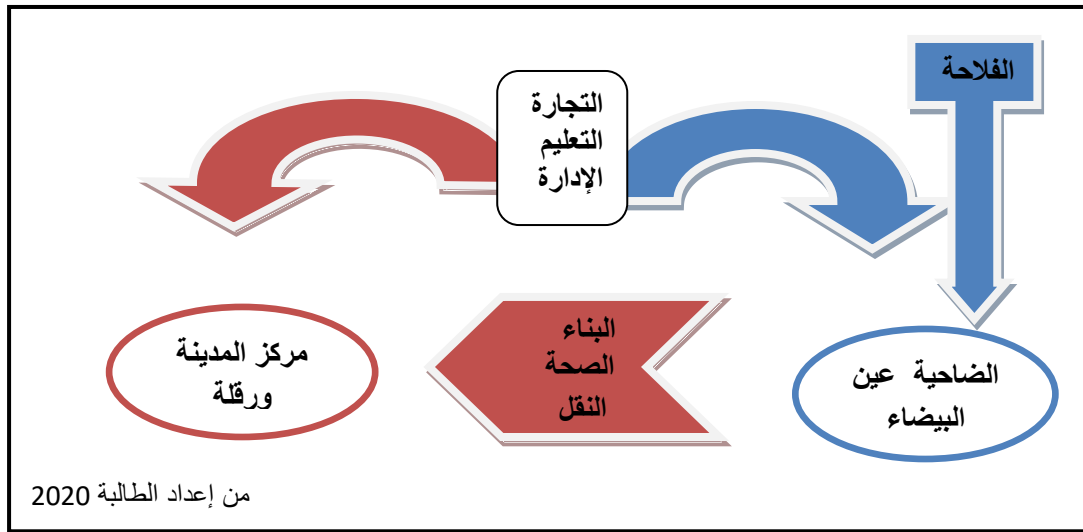 الفلاحة
التجارة
التعليم
الإدارة
البناء
الصحة
النقل
الضاحية عين
البيضاء
مركز المدينة
ورقلة
من إعداد الطالبة 2020